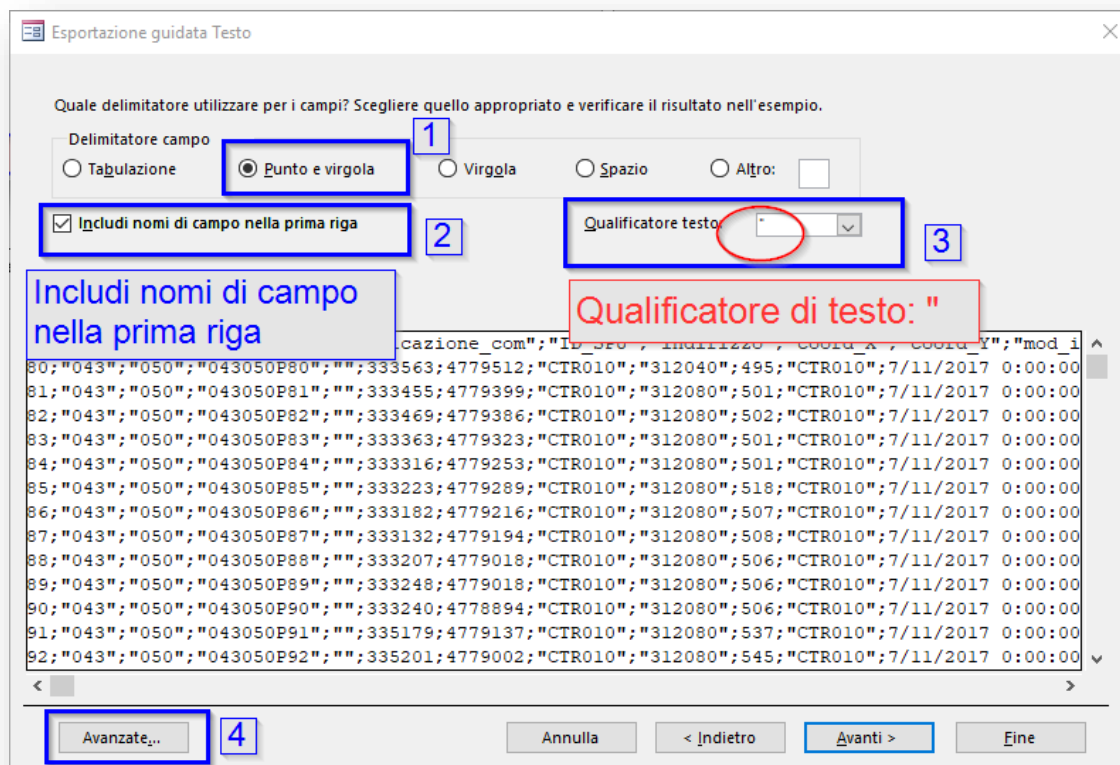 Esportazione guidata Testo
Quale delimitatore utilizzare per i campi? Scegliere quello appropriato e verificare il risultato nell'esempio.
Delimitatore campo
1
Tabulazione
Punto e virgola
Virgola
Spazio
Altro:
Includi nomi di campo nella prima riga
2
Qualificatore testo:
"
3
Includi nomi di campo
nella prima riga
Qualificatore di testo: "
icazione_com";"ID_SPU";"Indirizzo";"Coord_X";"Coord_Y";"mod_i
80;"043";"050";"043050P80";"";333563;4779512;"CTR010";"312040";495;"CTR010";7/11/2017 0:00:00
81;"043";"050";"043050P81";"";333455;4779399;"CTR010";"312080";501;"CTR010";7/11/2017 0:00:00
82;"043";"050";"043050P82";"";333469;4779386;"CTR010";"312080";502;"CTR010";7/11/2017 0:00:00
83;"043";"050";"043050P83";"";333363;4779323;"CTR010";"312080";501;"CTR010";7/11/2017 0:00:00
84;"043";"050";"043050P84";"";333316;4779253;"CTR010";"312080";501;"CTR010";7/11/2017 0:00:00
85;"043";"050";"043050P85";"";333223;4779289;"CTR010";"312080";518;"CTR010";7/11/2017 0:00:00
86;"043";"050";"043050P86";"";333182;4779216;"CTR010";"312080";507;"CTR010";7/11/2017 0:00:00
87;"043";"050";"043050P87";"";333132;4779194;"CTR010";"312080";508;"CTR010";7/11/2017 0:00:00
88;"043";"050";"043050P88";"";333207;4779018;"CTR010";"312080";506;"CTR010";7/11/2017 0:00:00
89;"043";"050";"043050P89";"";333248;4779018;"CTR010";"312080";506;"CTR010";7/11/2017 0:00:00
90;"043";"050";"043050P90";"";333240;4778894;"CTR010";"312080";506;"CTR010";7/11/2017 0:00:00
91;"043";"050";"043050P91";"";335179;4779137;"CTR010";"312080";537;"CTR010";7/11/2017 0:00:00
92;"043";"050";"043050P92";"";335201;4779002;"CTR010";"312080";545;"CTR010";7/11/2017 0:00:00
Avanzate...
4
Annulla
< Indietro
Avanti >
Fine